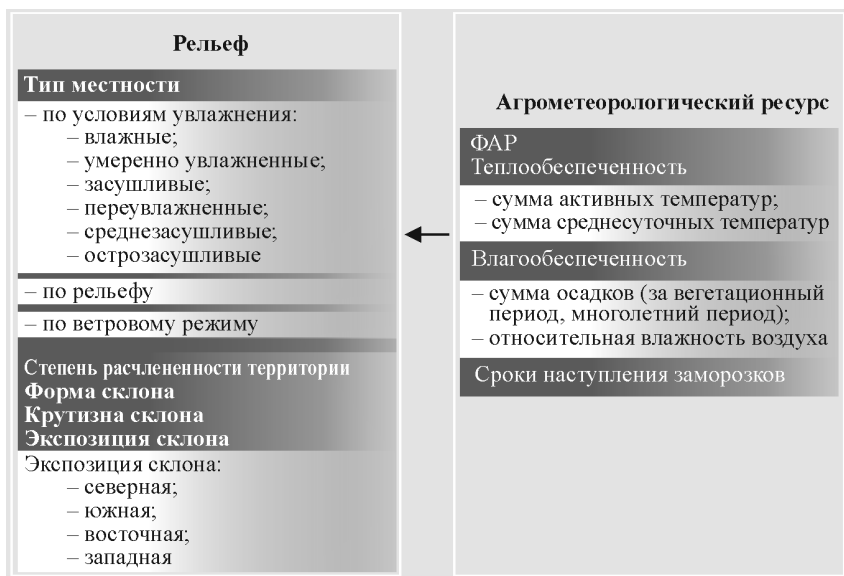 Рельеф
Тип местности
– по условиям увлажнения:
– влажные;
– умеренно увлажненные;
– засушливые;
– переувлажненные;
– среднезасушливые;
– острозасушливые
– по рельефу
– по ветровому режиму
Степень расчлененности территории
Форма склона
Крутизна склона
Экспозиция склона
Экспозиция склона:
– северная;
– южная;
– восточная;
– западная
Агрометеорологический ресурс
ФАР
Теплообеспеченность
– сумма активных температур;
– сумма среднесуточных температур
Влагообеспеченность
– сумма осадков (за вегетационный
период, многолетний период);
– относительная влажность воздуха
Сроки наступления заморозков